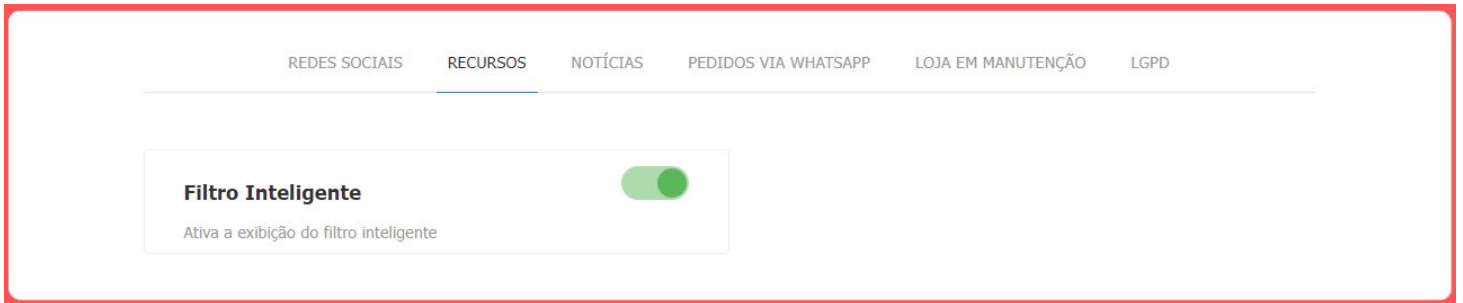 REDES SOCIAIS RECURSOS NOTÍCIAS PEDIDOS VIA WHATSAPP LOJA EM MANUTENÇÃO LGPD
Filtro Inteligente
Ativa a exibição do filtro inteligente